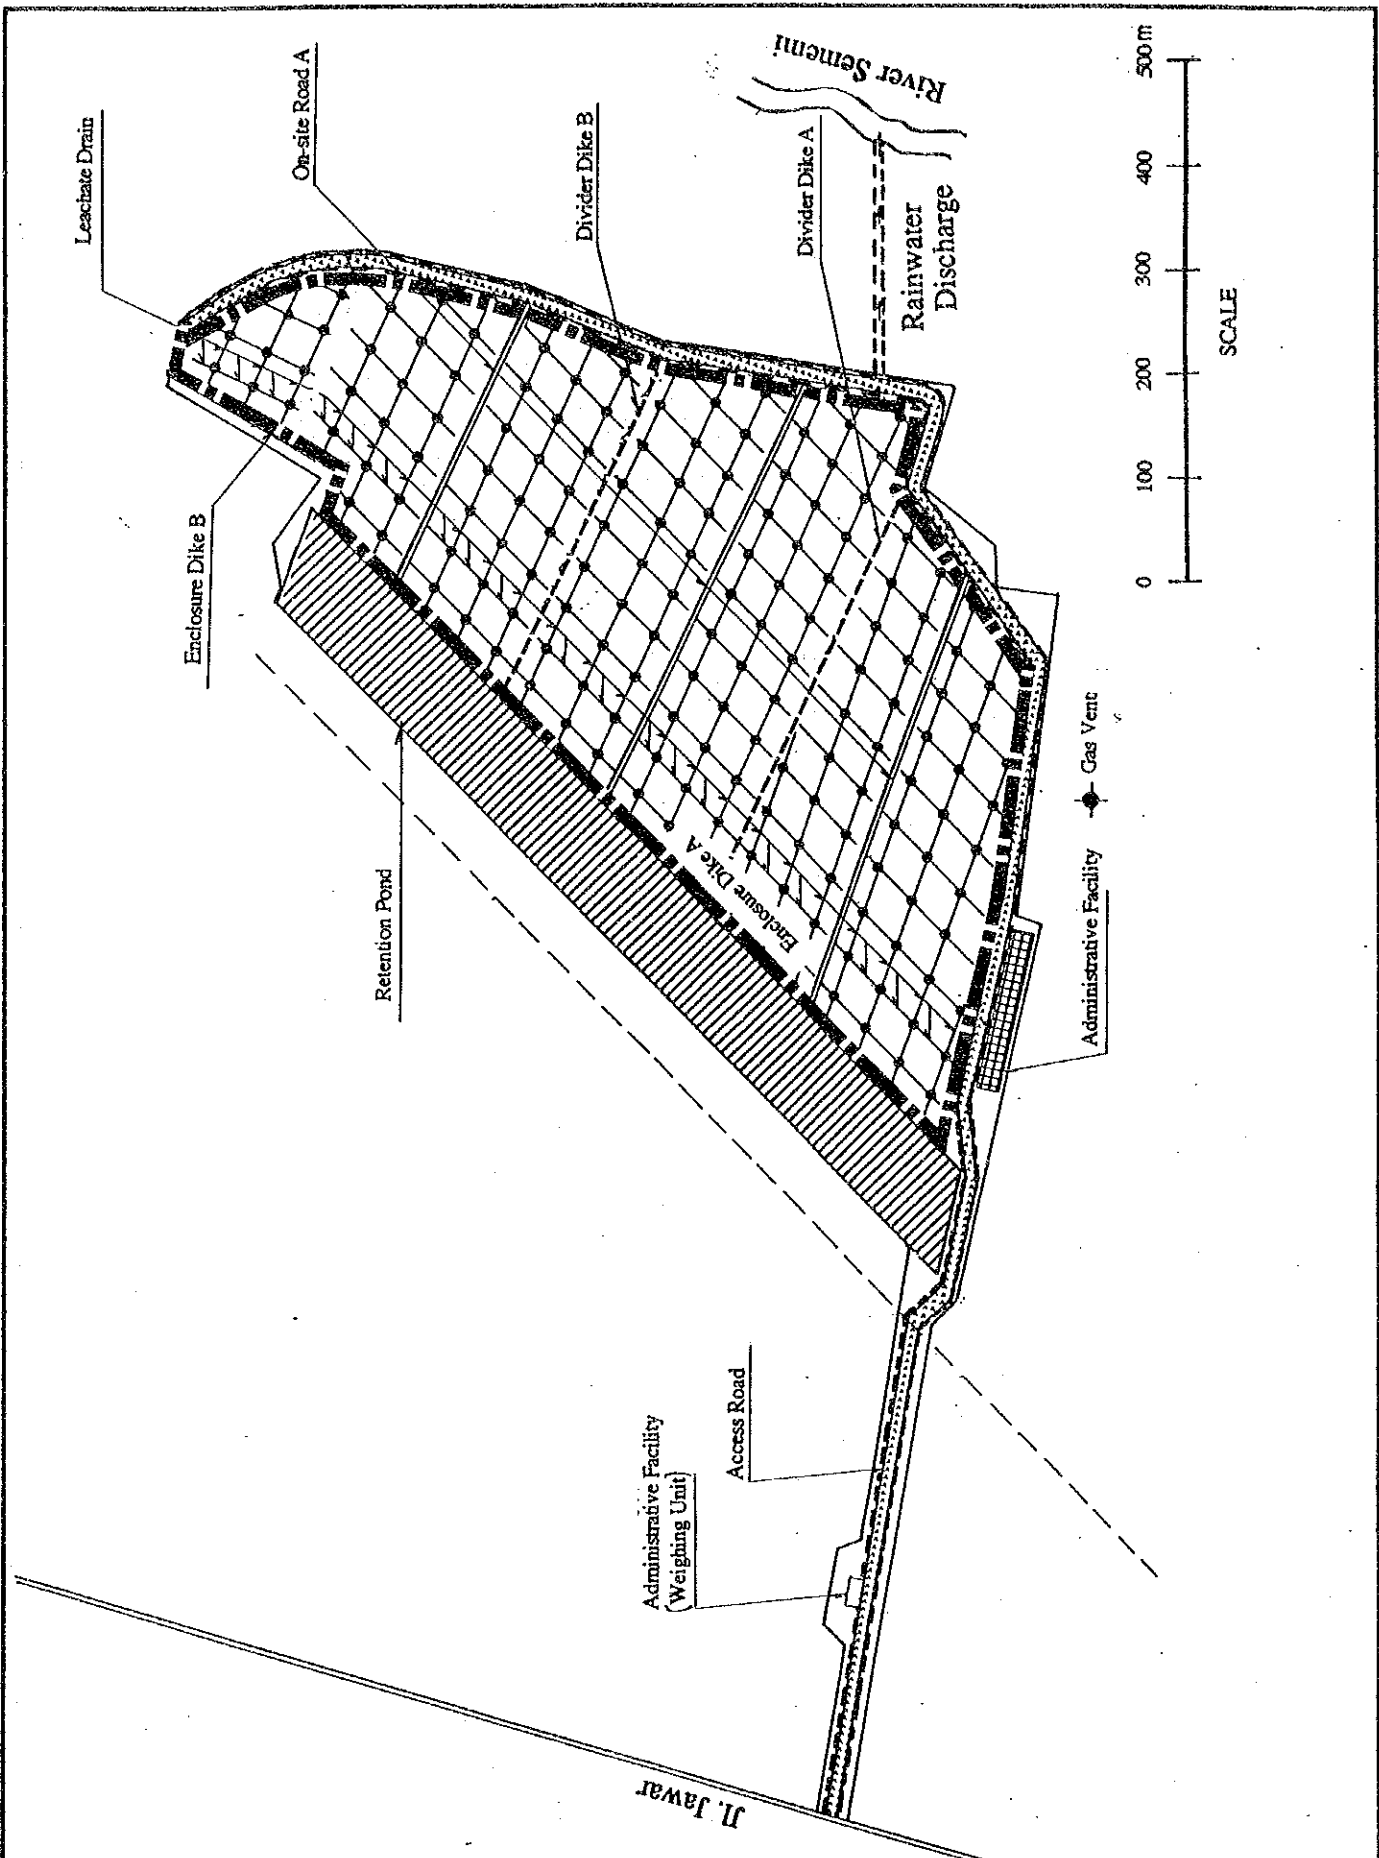 Leachate Drain
On-site Road A
Divider Dike B
River Sememi
Divider Dike A
Rainwater
Discharge
Enclosure Dike B
Retention Pond
Enclosure Dike A
Gas Vent
Administrative Facility
Access Road
Administrative Facility
(Weighing Unit)
Jl. Jawar
0 100 200 300 400 500 m
SCALE